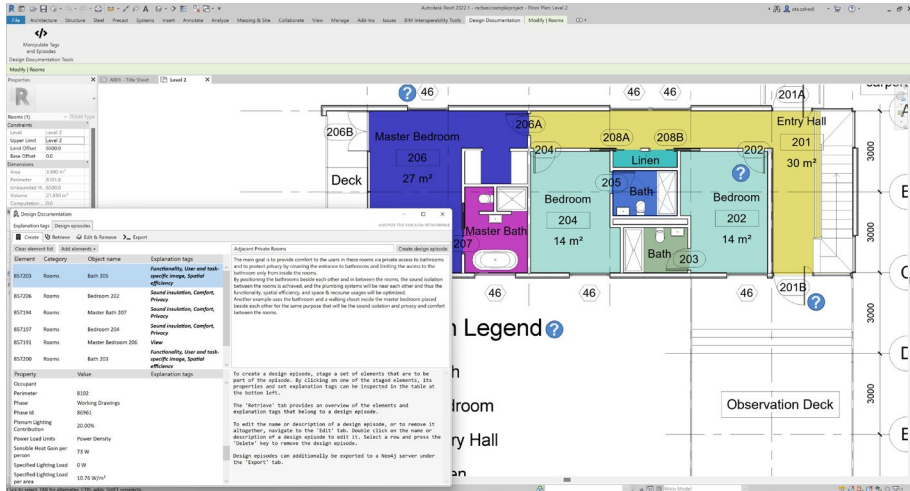 Autodesk Revit 2022.1 - racbasicsampleproject - Floor Plan: Level 2
File Architecture Structure Steel Precast Systems Insert Annotate Analyze Massing & Site Collaborate View Manage Add-Ins Issues BIM Interoperability Tools Design Documentation Modify | Rooms
Manipulate Tags
and Episodes
Design Documentation Tools
Modify | Rooms
Properties
A001 - Title Sheet
Level 2
R
Rooms (1)
Edit Type
Constraints
Level Level 2
Upper Limit Level 2
Limit Offset 6500.0
Base Offset 0.0
Dimensions
Area
Perimeter
Unbounded H...
Volume
Computation ...
46
46
46
201A
206B
Master Bedroom
206
27 m²
206A
204
208A
208B
Linen
202
Entry Hall
201
30 m²
3000
Deck
205
Bath
Bedroom
204
14 m²
Bedroom
202
14 m²
207
Master Bath
Bath
203
46
46
46
201B
3000
3000
3000
Legend
Observation Deck
ry Hall
Design Documentation
Explanation tags Design episodes
Create Retrieve Edit & Remove Export
Clear element list Add elements
Element Category Object name Explanation tags
857203 Rooms Bath 205 Functionality, User and task-
specific image, Spatial
efficiency
857206 Rooms Bedroom 202 Sound insulation, Comfort,
Privacy
857194 Rooms Master Bath 207 Sound insulation, Comfort,
Privacy
857197 Rooms Bedroom 204 Sound insulation, Comfort,
Privacy
857191 Rooms Master Bedroom 206 View
857209 Rooms Bath 203 Functionality, User and task-
specific image, Spatial
efficiency
Property Value Explanation tags
Occupant
Perimeter 8102
Phase Working Drawings
Phase Id 86961
Plenum Lighting
Contribution 20.00%
Power Load Units Power Density
Sensible Heat Gain per
person 73 W
Specified Lighting Load 0 W
Specified Lighting Load
per area 10.76 W/m²
Adjacent Private Rooms
Create design episode
The main goal is to provide comfort to the users in these rooms via private access to bathrooms
and to protect privacy by covering the entrance to bathrooms and limiting the access to the
bathroom only from inside the rooms.
In positioning the bathrooms beside each other and in between the rooms, the sound isolation
between the rooms is achieved, and the plumbing systems will be near each other and thus the
functionality, spatial efficiency, and space & recourse usages will be optimized.
Another example uses the bathroom and a walking closet inside the master bedroom placed
beside each other for the same purpose that will be the sound isolation and privacy and comfort
between the rooms.
To create a design episode, stage a set of elements that are to be
part of the episode. By clicking on one of the staged elements, its
properties and set explanation tags can be inspected in the table at
the bottom left.
The 'Retrieve' tab provides an overview of the elements and
explanation tags that belong to a design episode.
To edit the name or description of a design episode, or to remove it
altogether, navigate to the 'Edit' tab. Double click on the name or
description of a design episode to edit it. Select a row and press the
'Delete' key to remove the design episode.
Design episodes can additionally be exported to a Neo4j server under
the 'Export' tab.
Main Model